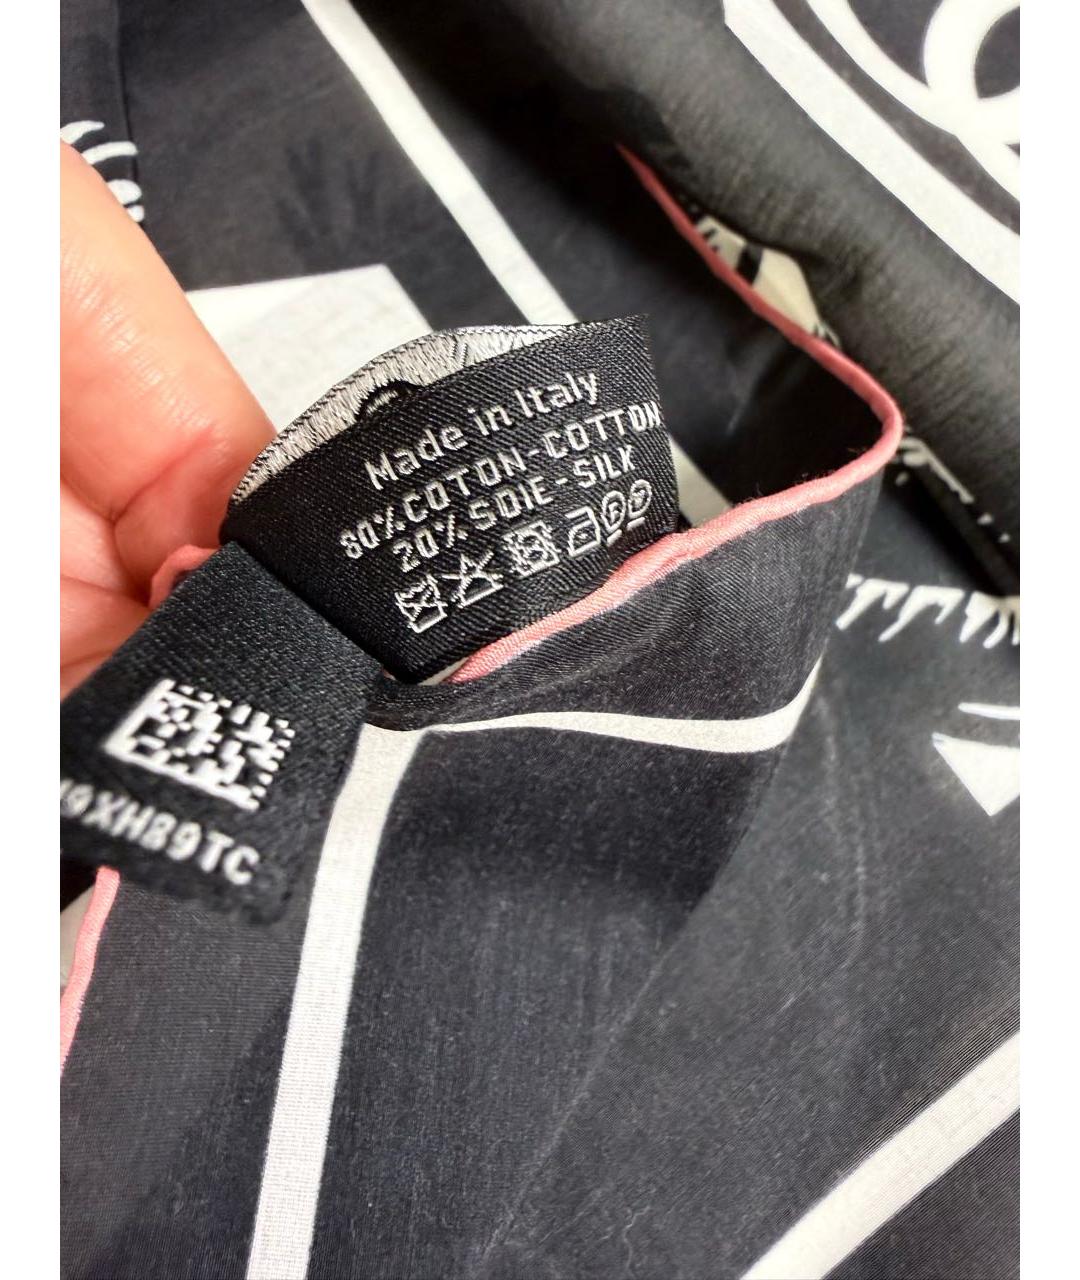 Made in Italy
80% COTON-COTTON
20% SOIE-SILK
9XH89TC